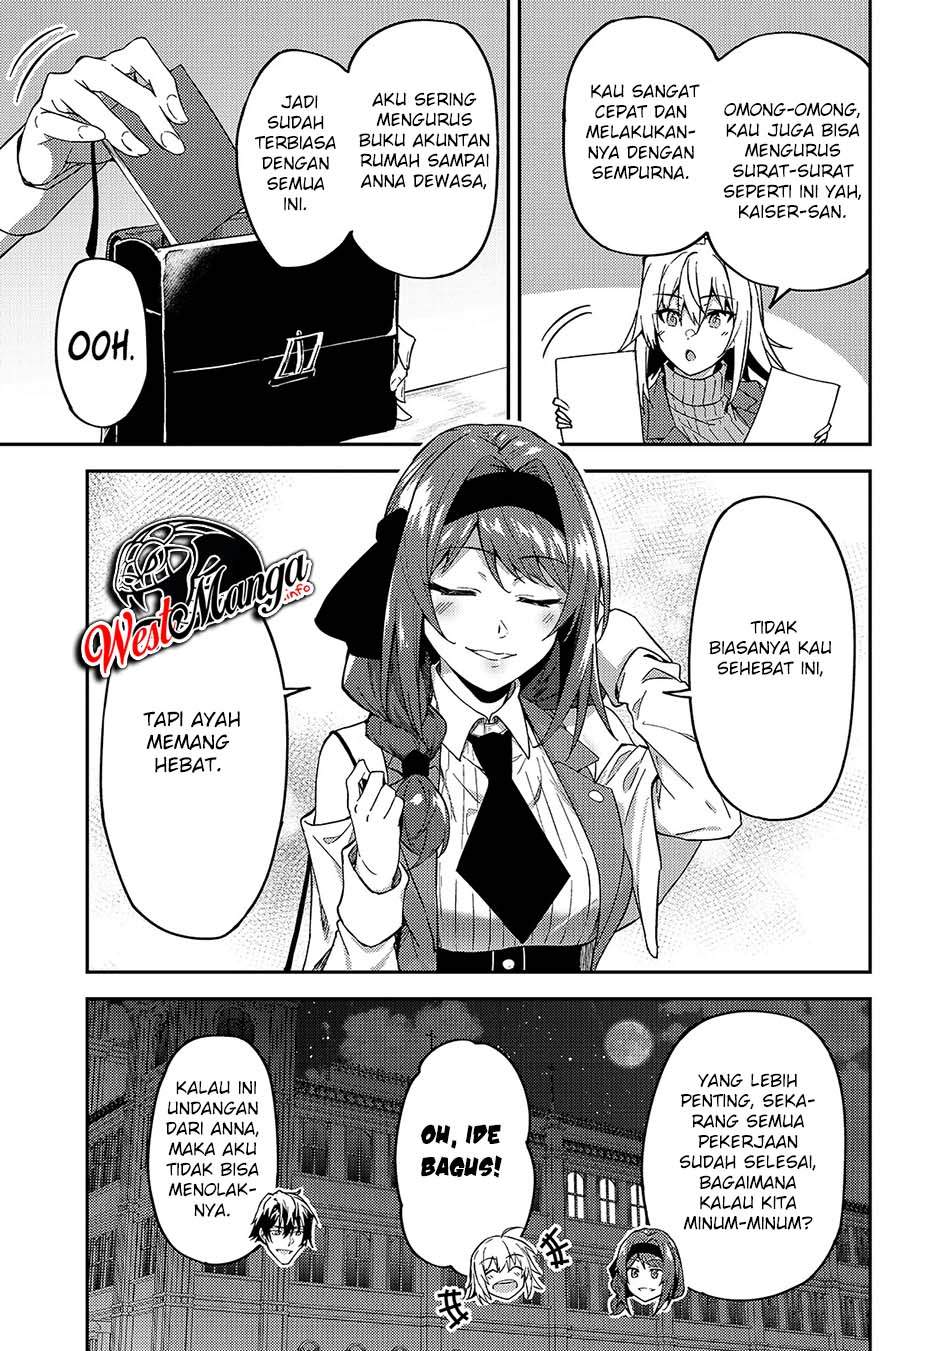 OMONG-OMONG,
KAU JUGA BISA
MENGURUS
SURAT-SURAT
SEPERTI INI YAH,
KAISER-SAN.
KAU SANGAT
CEPAT DAN
MELAKUKAN-
NYA DENGAN
SEMPURNA.
AKU SERING
MENGURUS
BUKU AKUNTAN
RUMAH SAMPAI
ANNA DEWASA,
JADI
SUDAH
TERBIASA
DENGAN
SEMUA
INI.
OOH.
TIDAK
BIASANYA KAU
SEHEBAT INI,
TAPI AYAH
MEMANG
HEBAT.
WestManga
.info
YANG LEBIH
PENTING, SEKA-
RANG SEMUA
PEKERJAAN
SUDAH SELESAI,
BAGAIMANA
KALAU KITA
MINUM-MINUM?
OH, IDE
BAGUS!
KALAU INI
UNDANGAN
DARI ANNA,
MAKA AKU
TIDAK BISA
MENOLAK-
NYA.